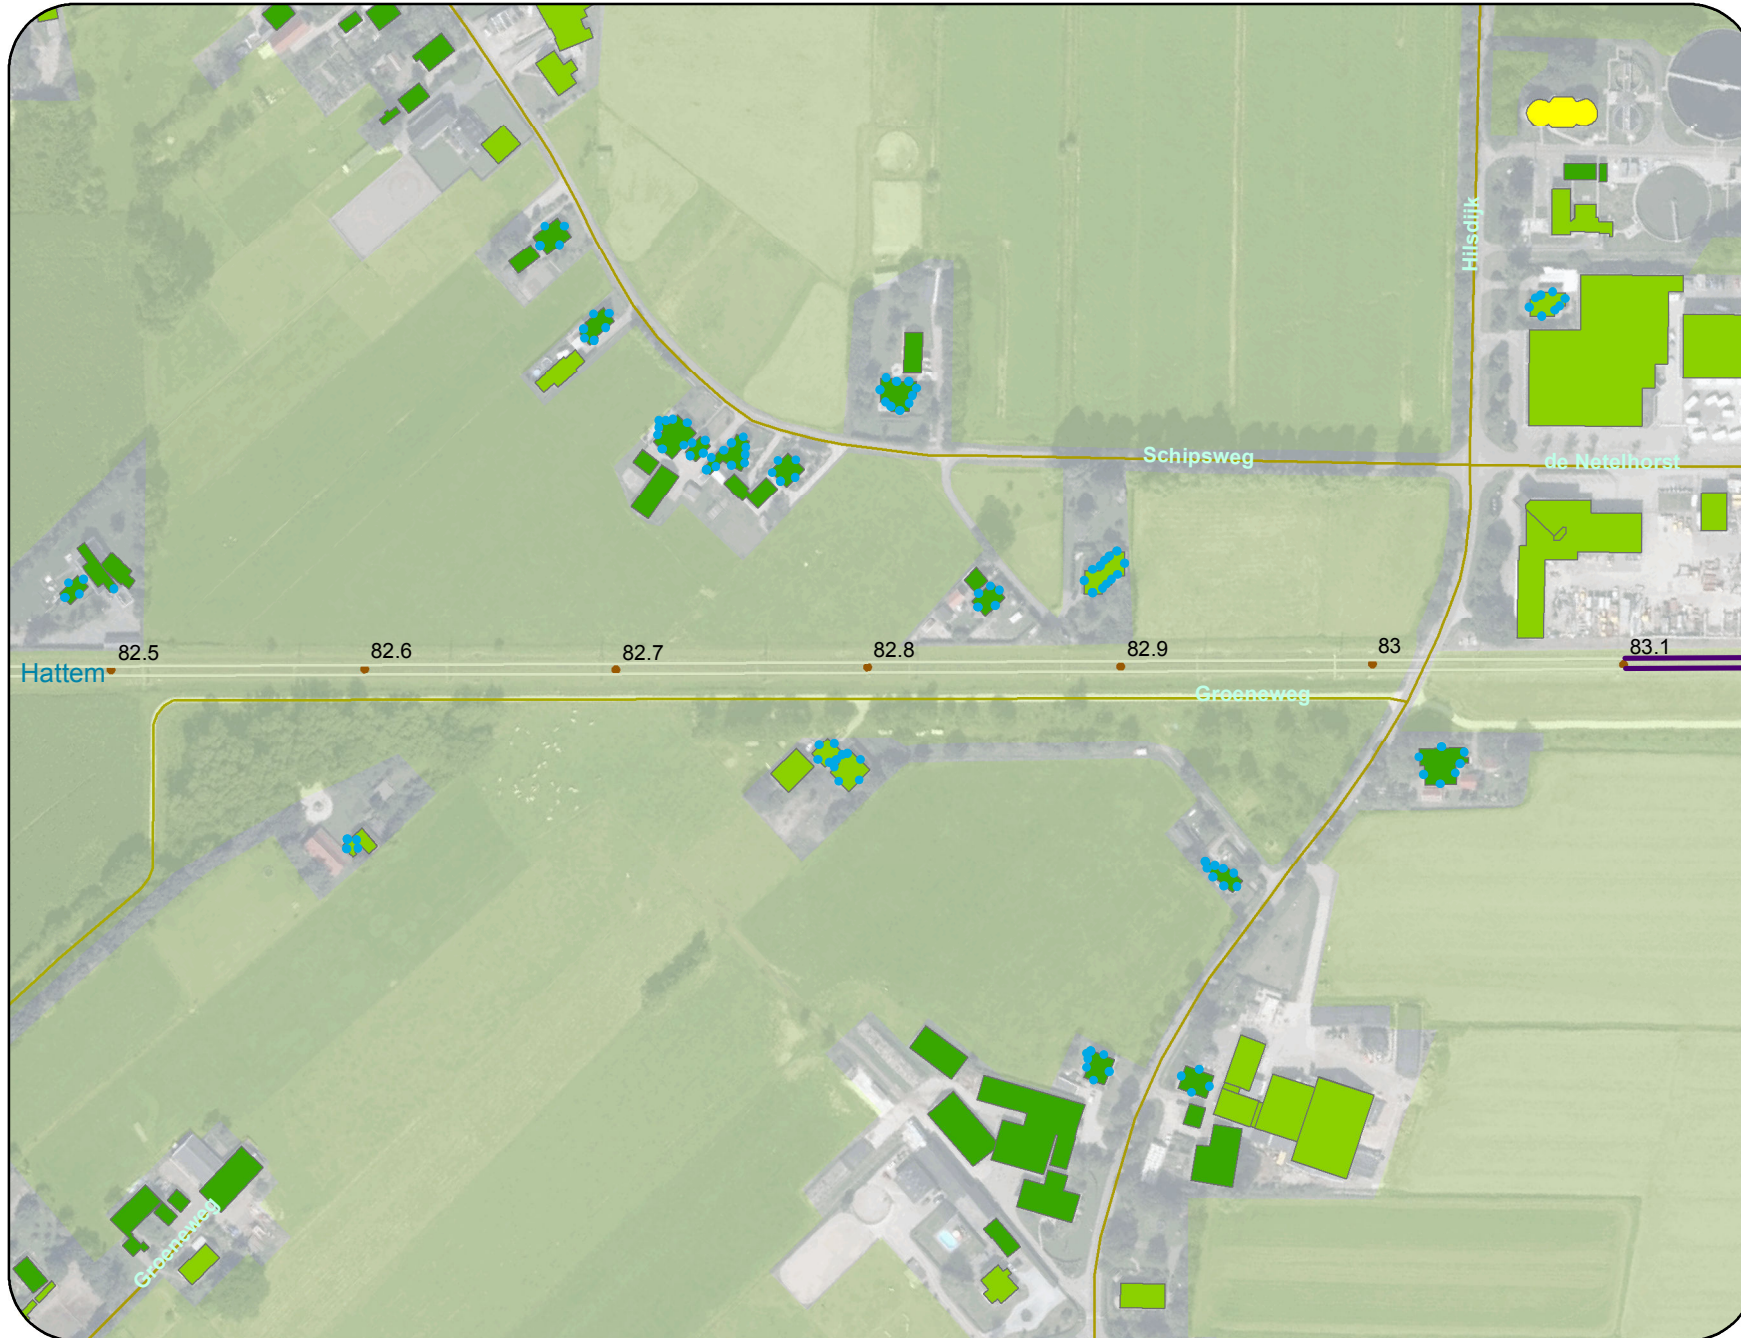 Hilsdijk
Schipsweg
de Netelhorst
82.5
82.6
82.7
82.8
82.9
83
83.1
Hattem
Groeneweg
Groeneweg